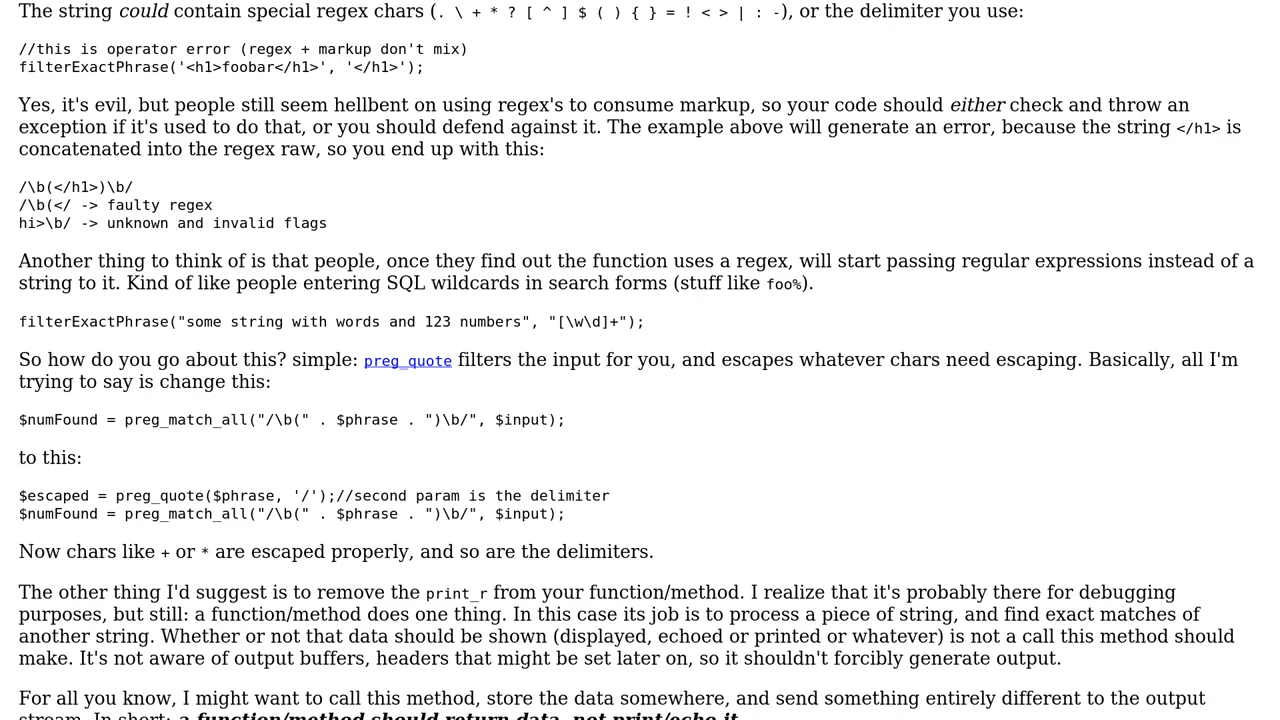 The string could contain special regex chars (. \ + * ? [ ^ ] $ ( ) { } = ! < > | : -), or the delimiter you use:
//this is operator error (regex + markup don't mix)
filterExactPhrase('<h1>foobar</h1>', '</h1>');
Yes, it's evil, but people still seem hellbent on using regex's to consume markup, so your code should either check and throw an
exception if it's used to do that, or you should defend against it. The example above will generate an error, because the string </h1> is
concatenated into the regex raw, so you end up with this:
/\b(</h1>)\b/
/\b(</ -> faulty regex
hi>\b/ -> unknown and invalid flags
Another thing to think of is that people, once they find out the function uses a regex, will start passing regular expressions instead of a
string to it. Kind of like people entering SQL wildcards in search forms (stuff like foo%).
filterExactPhrase("some string with words and 123 numbers", "[\w\d]+");
So how do you go about this? simple: preg_quote filters the input for you, and escapes whatever chars need escaping. Basically, all I'm
trying to say is change this:
$numFound = preg_match_all("/\b(" . $phrase . ")\b/", $input);
to this:
$escaped = preg_quote($phrase, '/');//second param is the delimiter
$numFound = preg_match_all("/\b(" . $phrase . ")\b/", $input);
Now chars like + or * are escaped properly, and so are the delimiters.
The other thing I'd suggest is to remove the print_r from your function/method. I realize that it's probably there for debugging
purposes, but still: a function/method does one thing. In this case its job is to process a piece of string, and find exact matches of
another string. Whether or not that data should be shown (displayed, echoed or printed or whatever) is not a call this method should
make. It's not aware of output buffers, headers that might be set later on, so it shouldn't forcibly generate output.
For all you know, I might want to call this method, store the data somewhere, and send something entirely different to the output
stream. In short: a function/method should return data, not print/echo it